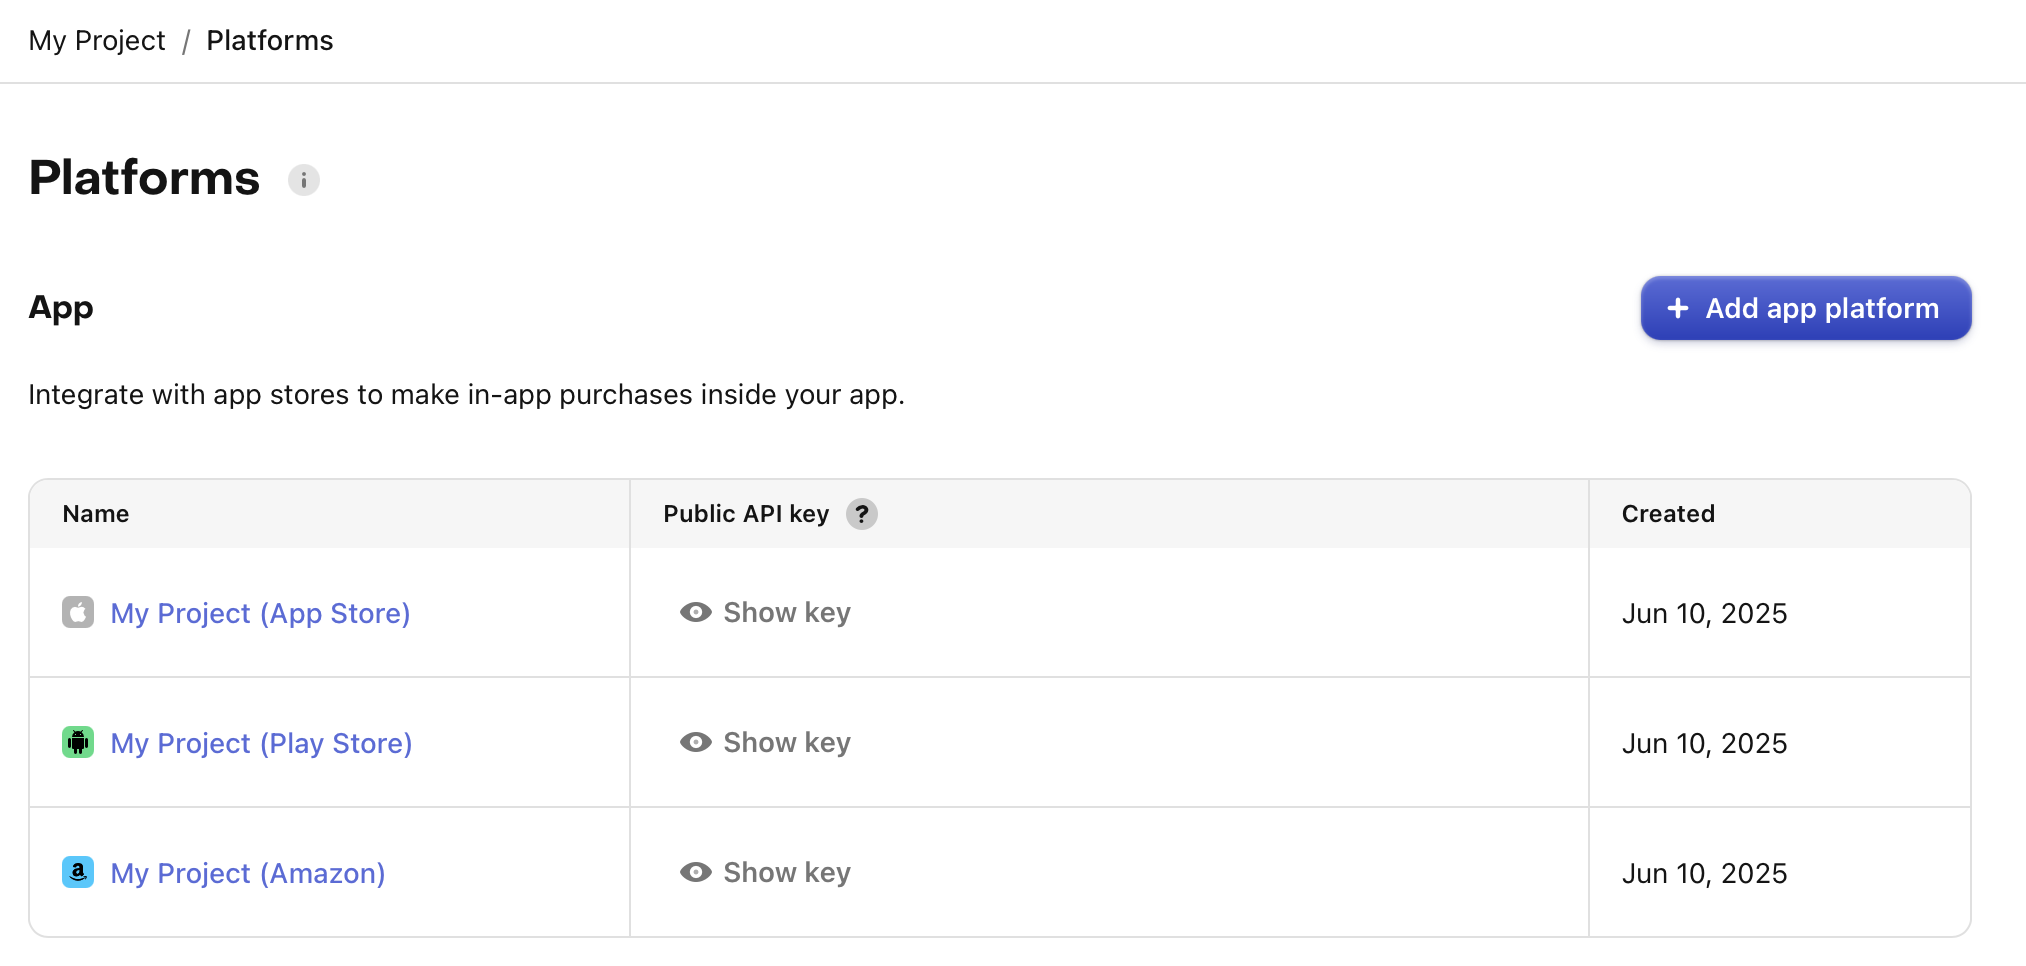 My Project / Platforms
Platforms
App
+ Add app platform
Integrate with app stores to make in-app purchases inside your app.
Name Public API key ? Created
My Project (App Store) Show key Jun 10, 2025
My Project (Play Store) Show key Jun 10, 2025
My Project (Amazon) Show key Jun 10, 2025